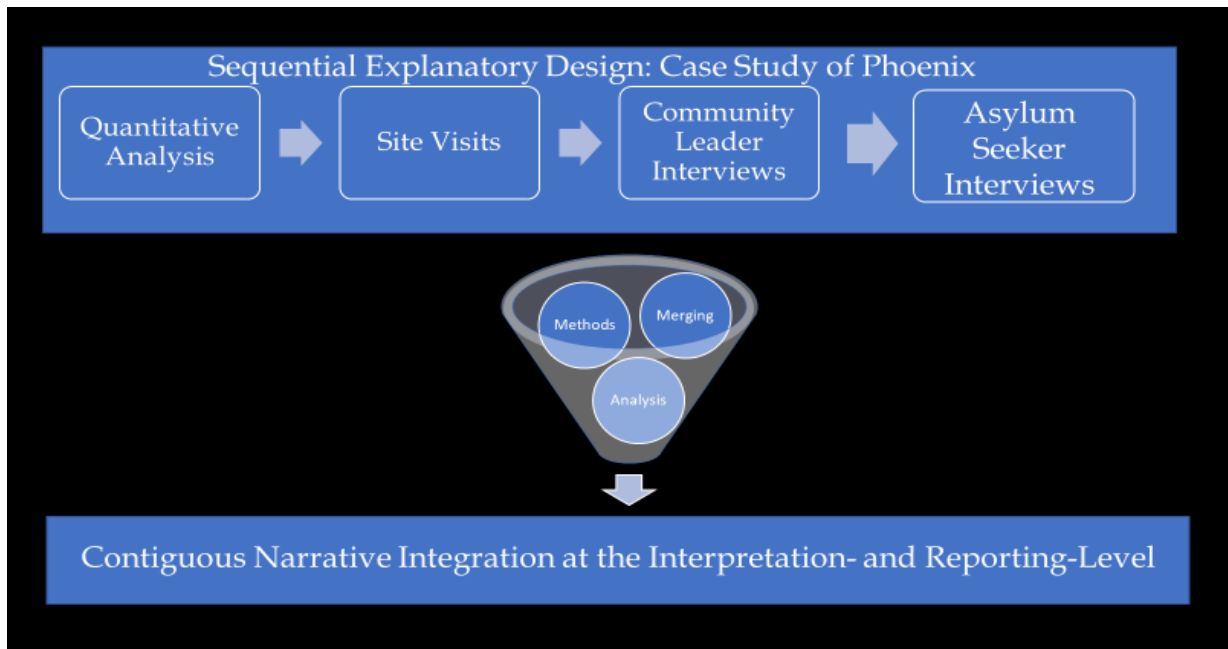 Sequential Explanatory Design: Case Study of Phoenix
Quantitative
Analysis
Site Visits
Community
Leader
Interviews
Asylum
Seeker
Interviews
Methods
Merging
Analysis
Contiguous Narrative Integration at the Interpretation- and Reporting-Level